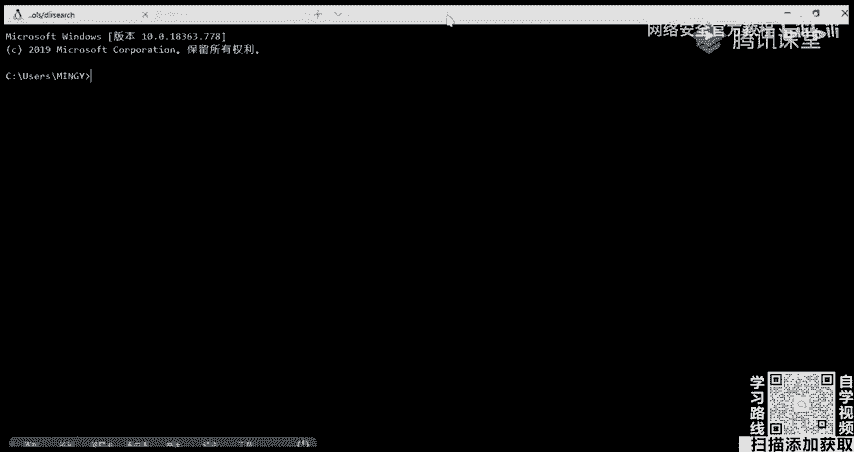 ..ols/dirsearch
Microsoft Windows [版本 10.0.18363.778]
(c) 2019 Microsoft Corporation。保留所有权利。
C:\Users\MINGY>
网络安全官方教程
腾讯课堂
学习路线
自学视频
扫描添加获取